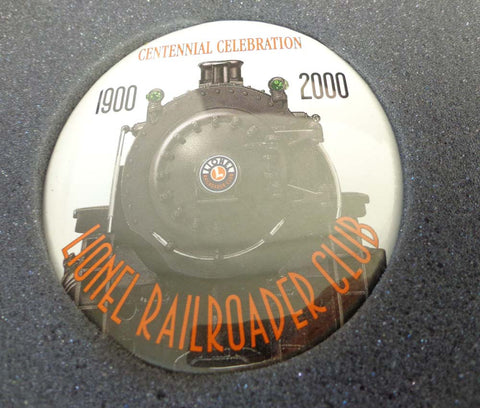 CENTENNIAL CELEBRATION
1900 2000
LIONEL
LIONEL RAILROADER CLUB